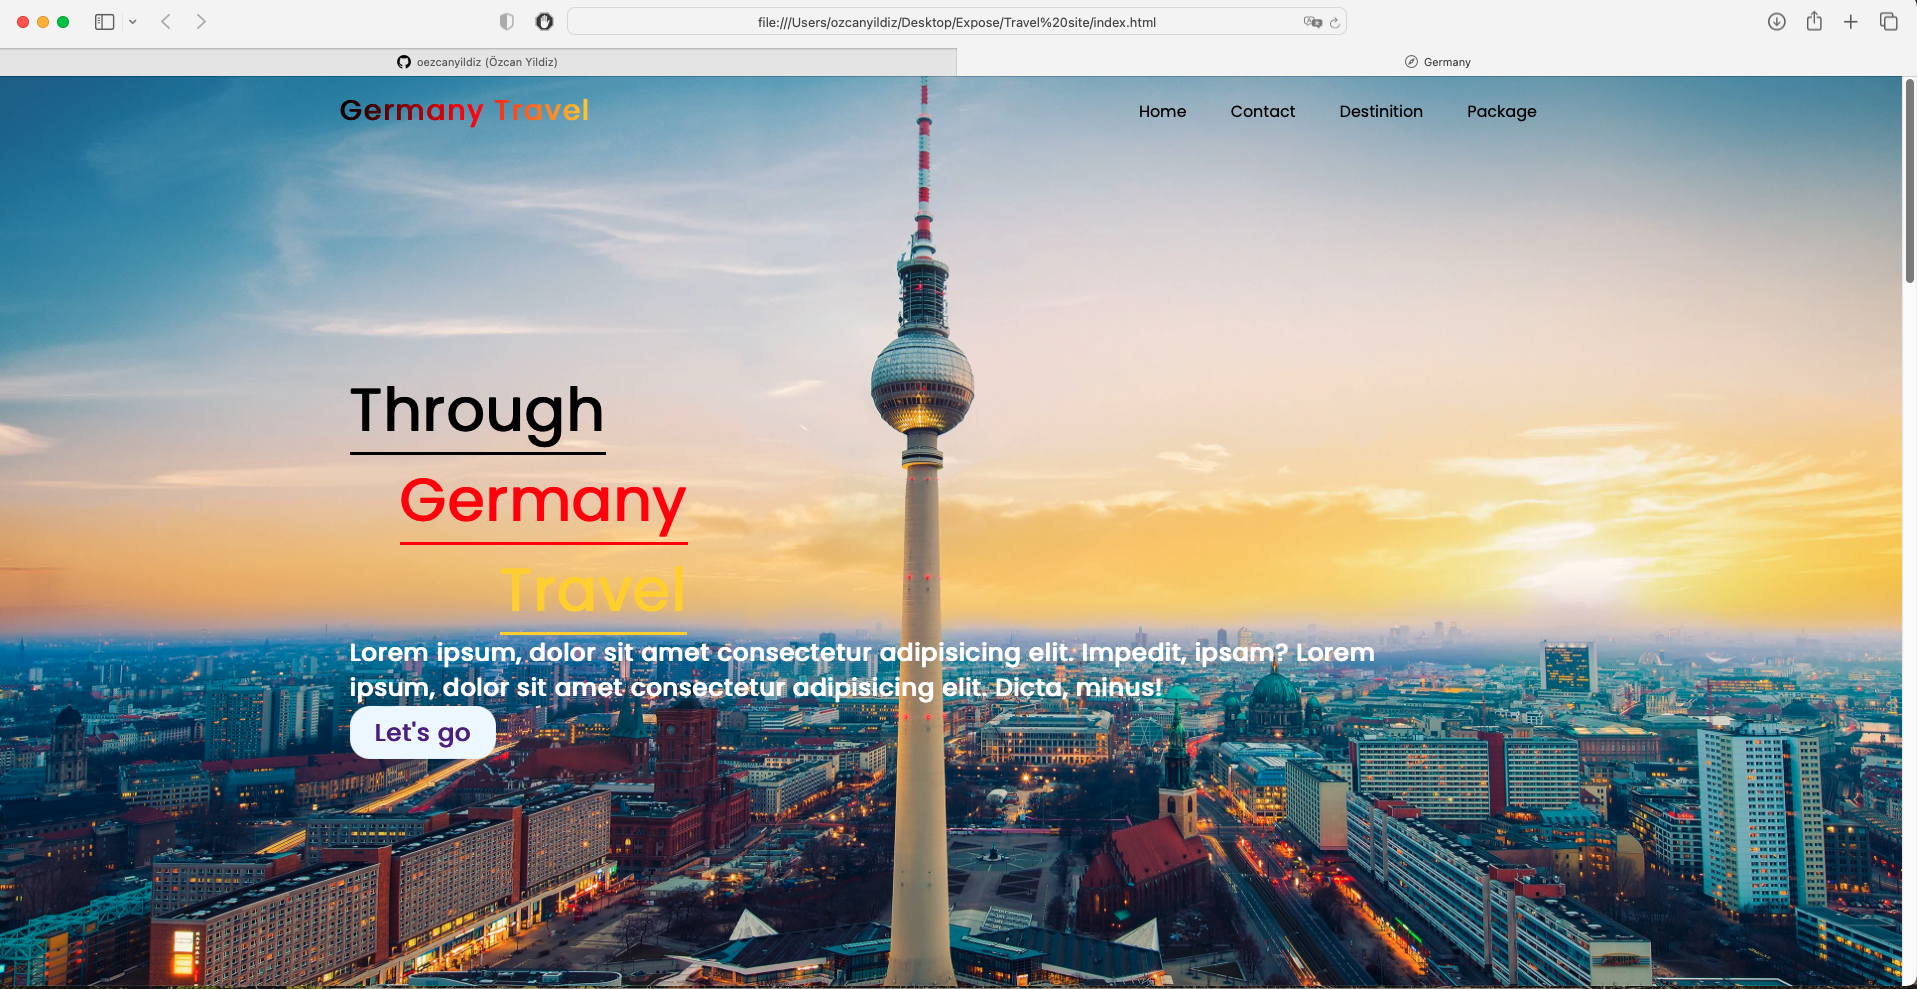 file:///Users/ozcanyildiz/Desktop/Expose/Travel%20site/index.html
oezcanyildiz (Özcan Yildiz)
Germany
Germany Travel
Home Contact Destinition Package
Through
Germany
Travel
Lorem ipsum, dolor sit amet consectetur adipisicing elit. Impedit, ipsam? Lorem
ipsum, dolor sit amet consectetur adipisicing elit. Dicta, minus!
Let's go